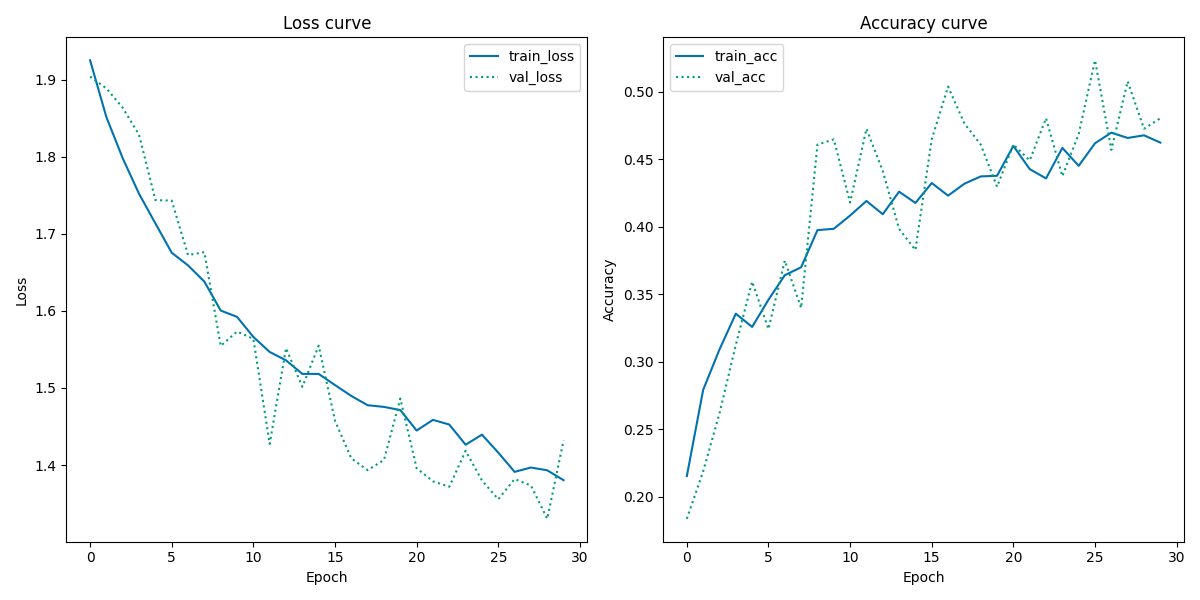 Loss curve
train_loss
val_loss
1.9
1.8
1.7
1.6
1.5
1.4
Loss
0 5 10 15 20 25 30
Epoch
Accuracy curve
train_acc
val_acc
0.50
0.45
0.40
0.35
0.30
0.25
0.20
Accuracy
0 5 10 15 20 25 30
Epoch